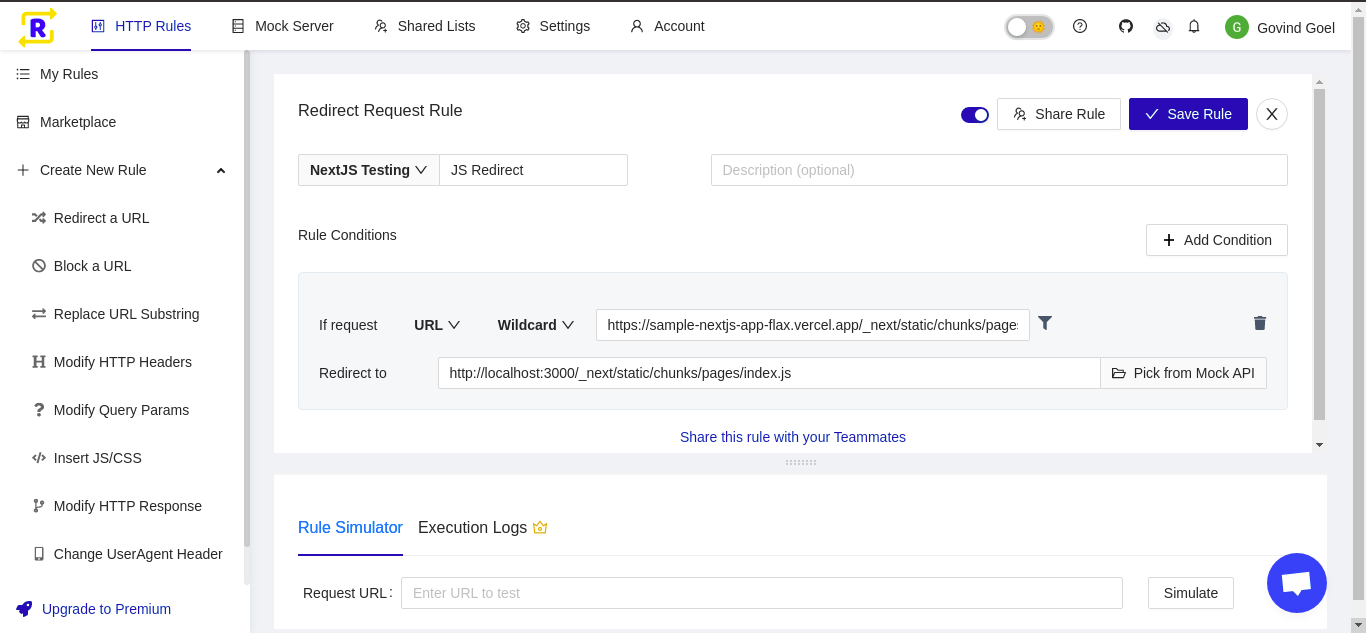 R HTTP Rules Mock Server Shared Lists Settings Account G Govind Goel
My Rules
Marketplace
Create New Rule
Redirect a URL
Block a URL
Replace URL Substring
Modify HTTP Headers
Modify Query Params
Insert JS/CSS
Modify HTTP Response
Change UserAgent Header
Upgrade to Premium
Redirect Request Rule Share Rule Save Rule X
NextJS Testing JS Redirect Description (optional)
Rule Conditions Add Condition
If request URL Wildcard https://sample-nextjs-app-flax.vercel.app/_next/static/chunks/pages
Redirect to http://localhost:3000/_next/static/chunks/pages/index.js Pick from Mock API
Share this rule with your Teammates
Rule Simulator Execution Logs
Request URL: Enter URL to test Simulate